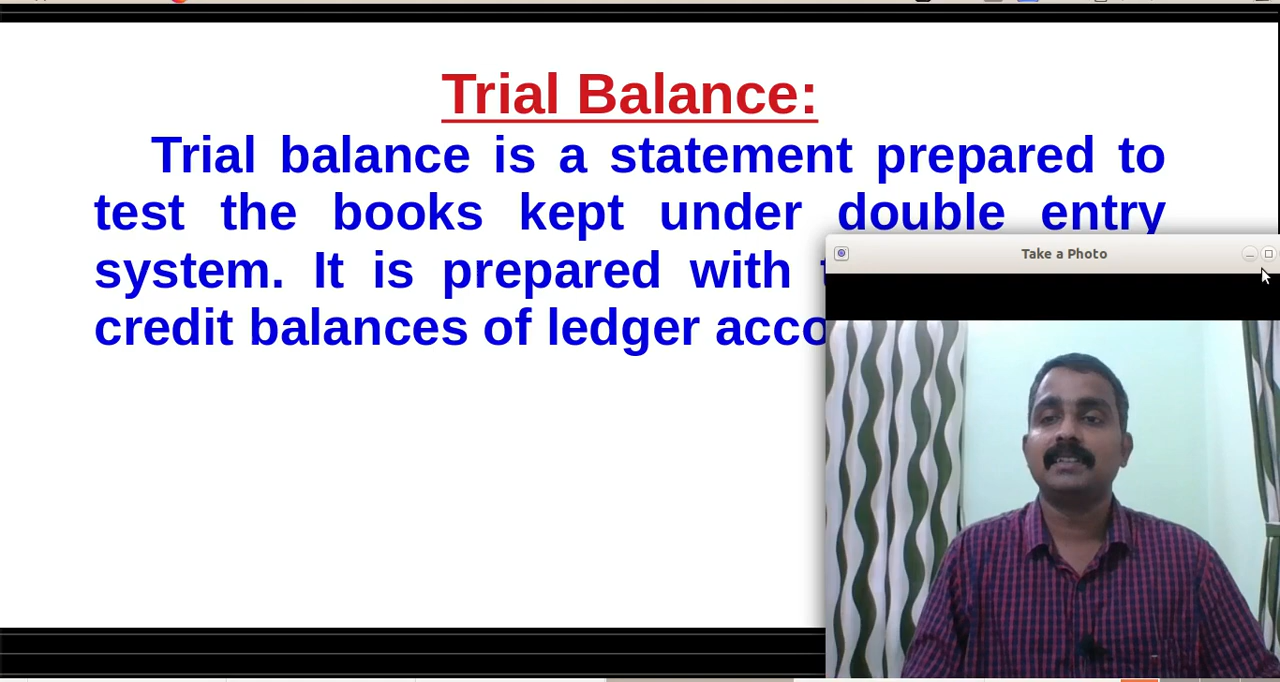 Trial Balance:
Trial balance is a statement prepared to
test the books kept under double entry
system. It is prepared with
credit balances of ledger
Take a Photo